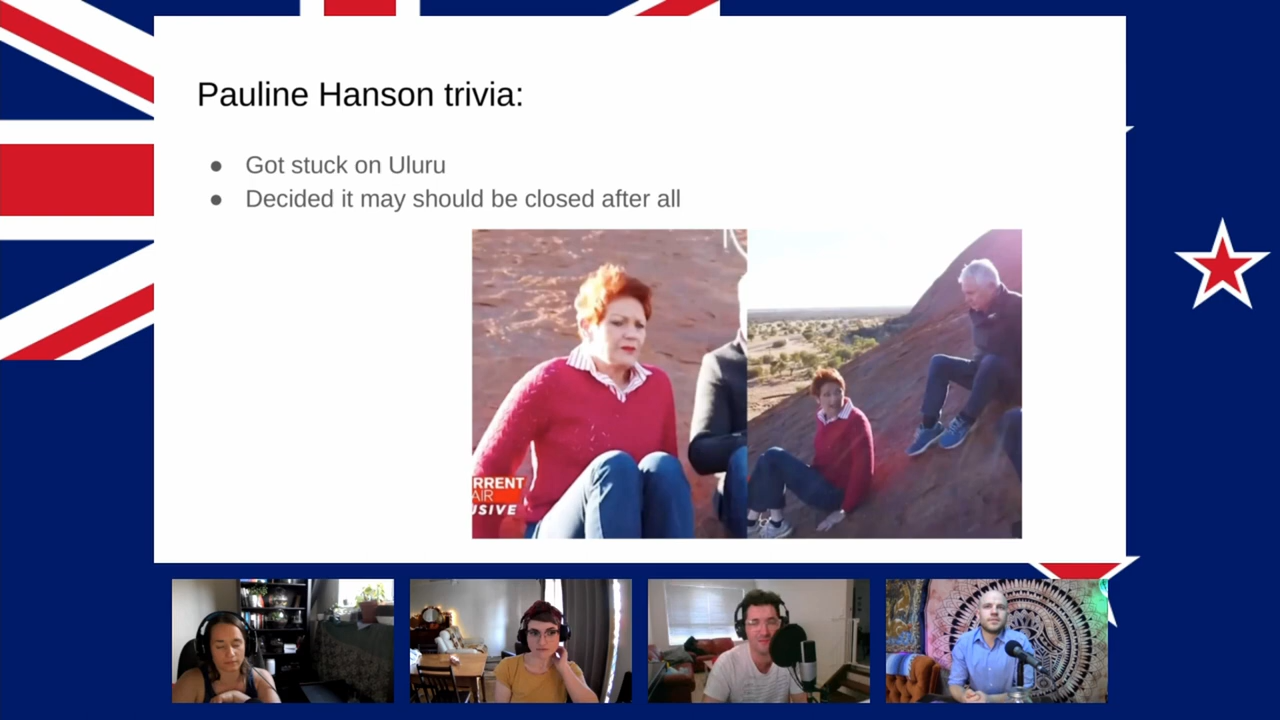 Pauline Hanson trivia:
● Got stuck on Uluru
● Decided it may should be closed after all
RRENT
AIR
USIVE